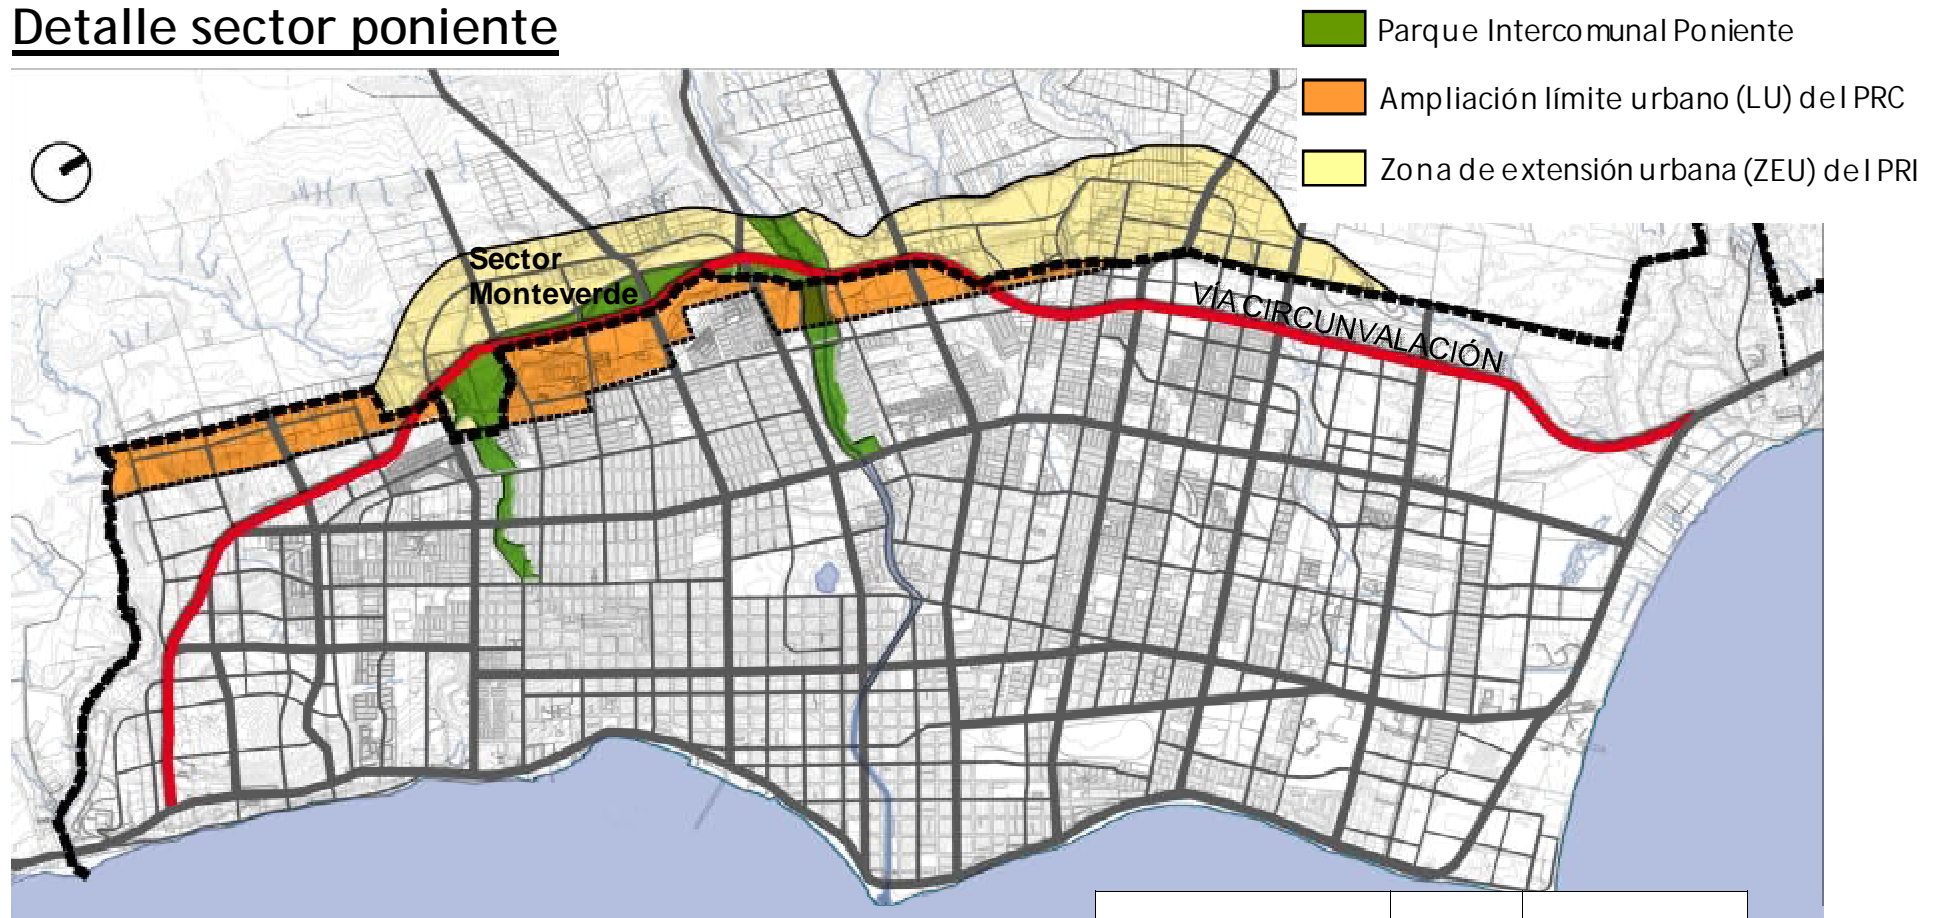 Detalle sector poniente
Parque Intercomunal Poniente
Ampliación límite urbano (LU) del PRC
Zona de extensión urbana (ZEU) del PRI
Sector
Monteverde
VÍA CIRCUNVALACIÓN